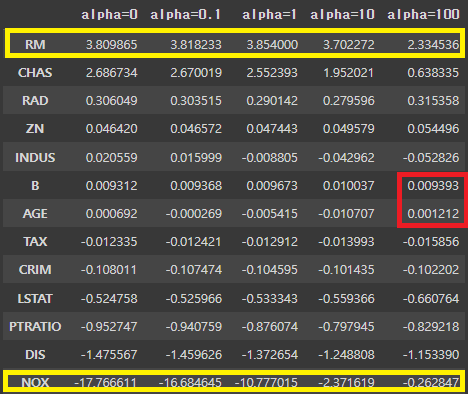 alpha=0 alpha=0.1 alpha=1 alpha=10 alpha=100
RM 3.809865 3.818233 3.854000 3.702272 2.334536
CHAS 2.686734 2.670019 2.552393 1.952021 0.638335
RAD 0.306049 0.303515 0.290142 0.279596 0.315358
ZN 0.046420 0.046572 0.047443 0.049579 0.054496
INDUS 0.020559 0.015999 -0.008805 -0.042962 -0.052826
B 0.009312 0.009368 0.009673 0.010037 0.009393
AGE 0.000692 -0.000269 -0.005415 -0.010707 0.001212
TAX -0.012335 -0.012421 -0.012912 -0.013993 -0.015856
CRIM -0.108011 -0.107474 -0.104595 -0.101435 -0.102202
LSTAT -0.524758 -0.525966 -0.533343 -0.559366 -0.660764
PTRATIO -0.952747 -0.940759 -0.876074 -0.797945 -0.829218
DIS -1.475567 -1.459626 -1.372654 -1.248808 -1.153390
NOX -17.766611 -16.684645 -10.777015 -2.371619 -0.262847